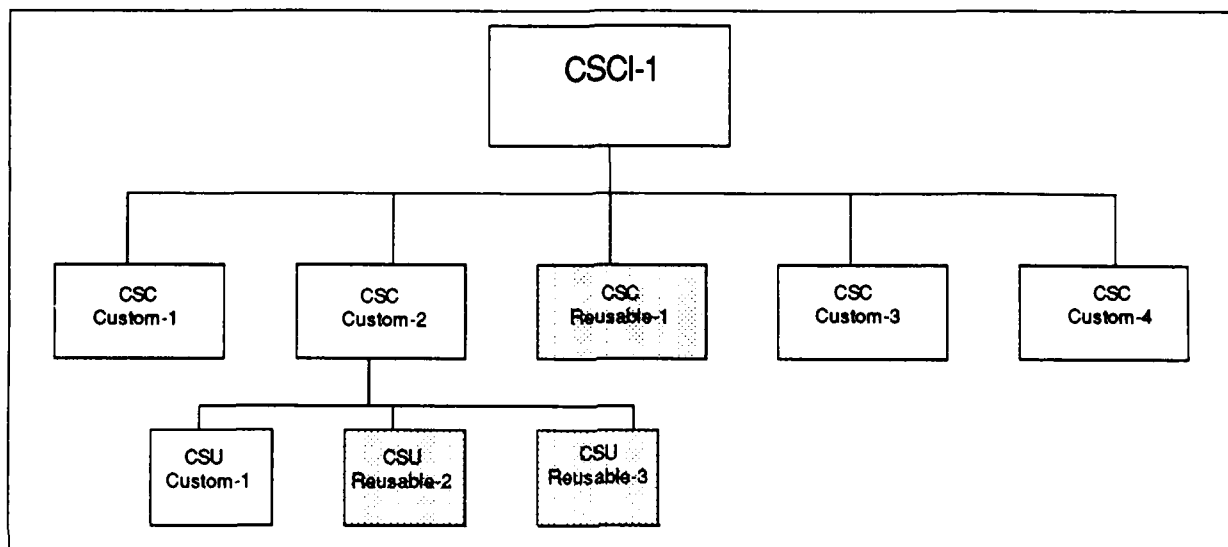 CSCI-1
CSC
Custom-1
CSC
Custom-2
CSC
Reusable-1
CSC
Custom-3
CSC
Custom-4
CSU
Custom-1
CSU
Reusable-2
CSU
Reusable-3